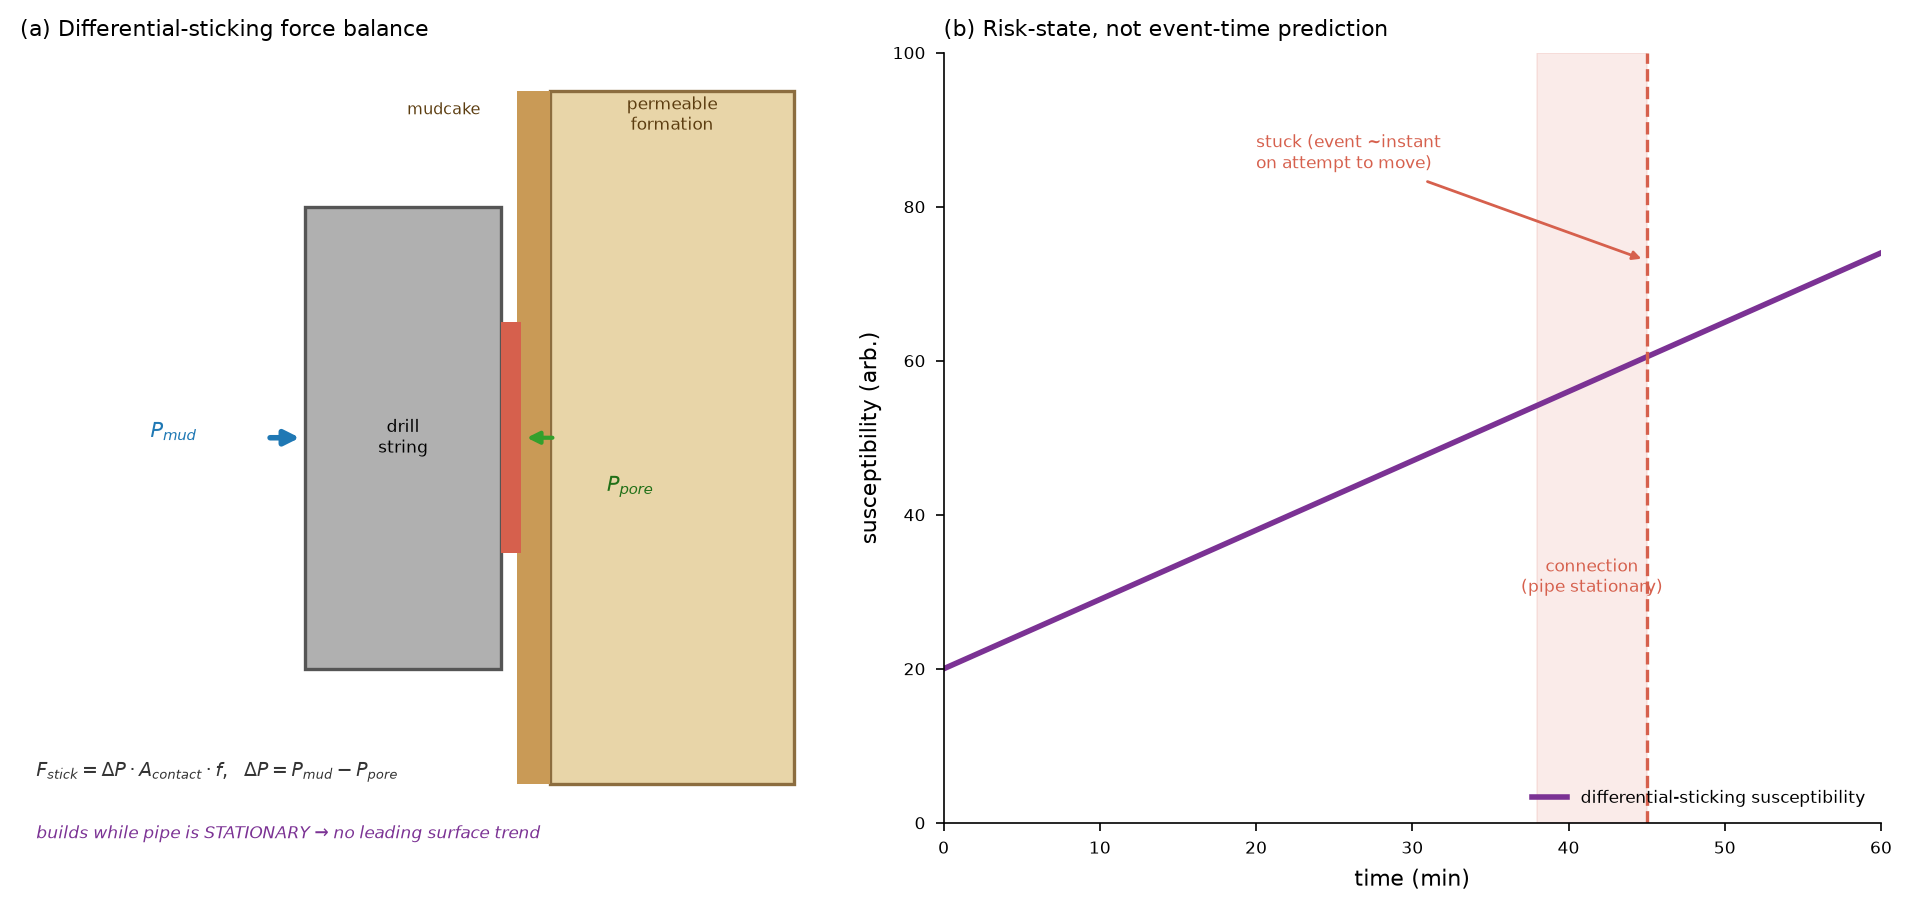 (a) Differential-sticking force balance
mudcake
permeable
formation
drill
string
P_mud
P_pore
F_stick = ΔP · A_contact · f,   ΔP = P_mud − P_pore
builds while pipe is STATIONARY → no leading surface trend
(b) Risk-state, not event-time prediction
susceptibility (arb.)
100
80
60
40
20
0
stuck (event ~instant
on attempt to move)
connection
(pipe stationary)
differential-sticking susceptibility
0 10 20 30 40 50 60
time (min)